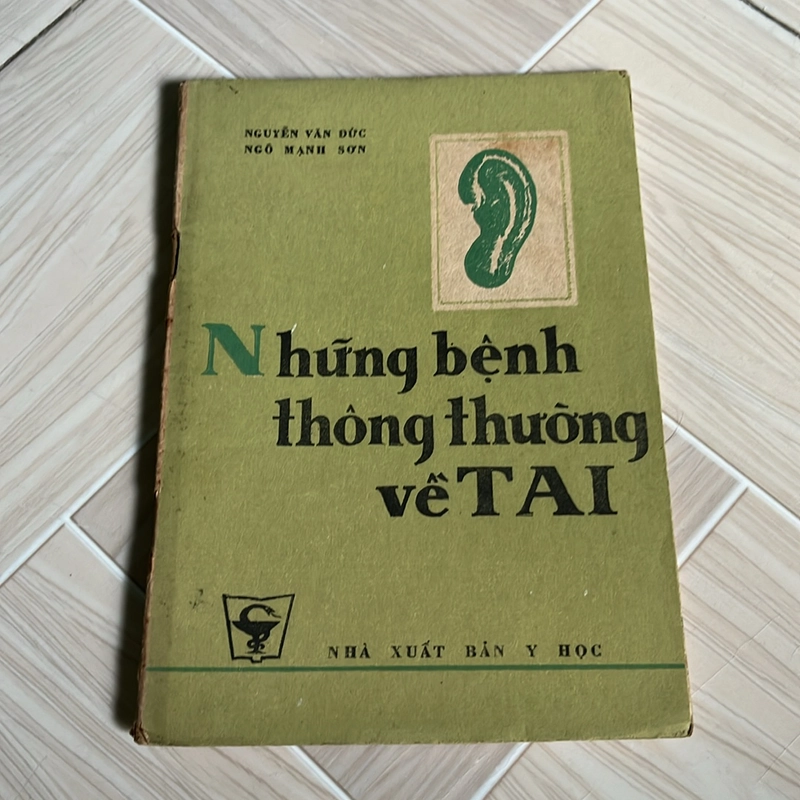 NGUYỄN VĂN ĐỨC
NGÔ MẠNH SƠN
Những bệnh
thông thường
về TAI
NHÀ XUẤT BẢN Y HỌC